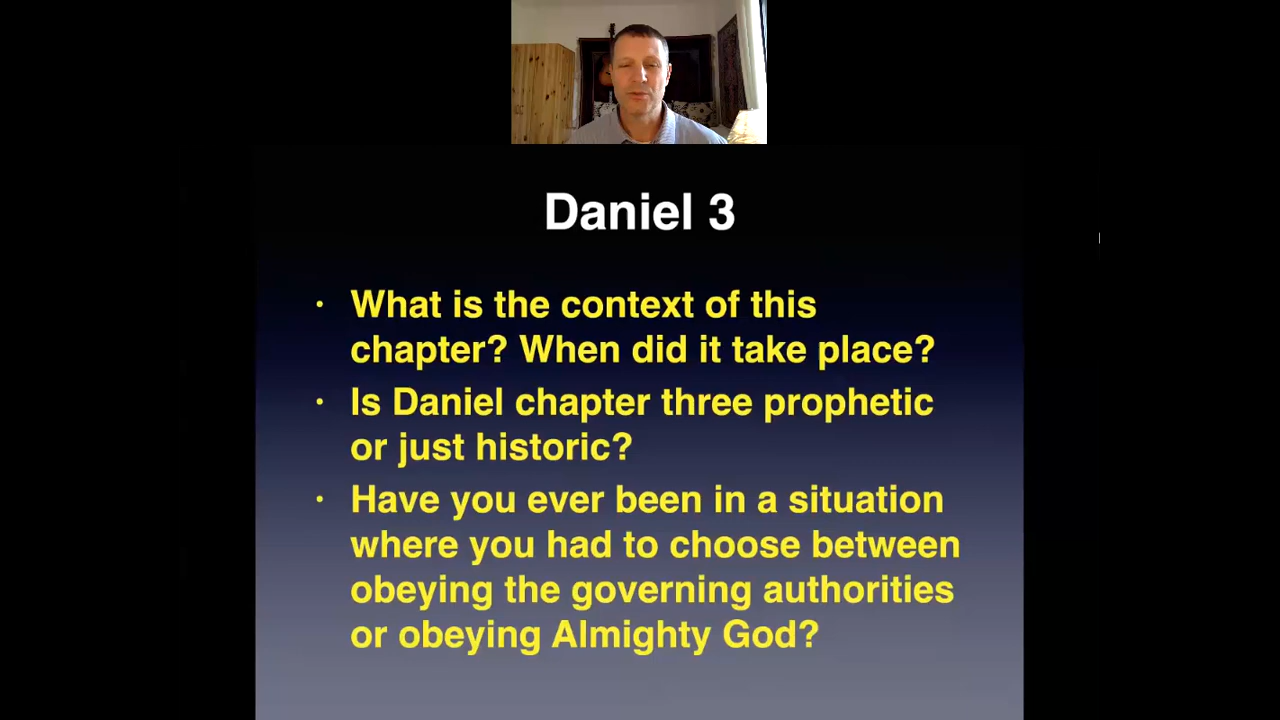 Daniel 3
• What is the context of this
chapter? When did it take place?
• Is Daniel chapter three prophetic
or just historic?
• Have you ever been in a situation
where you had to choose between
obeying the governing authorities
or obeying Almighty God?